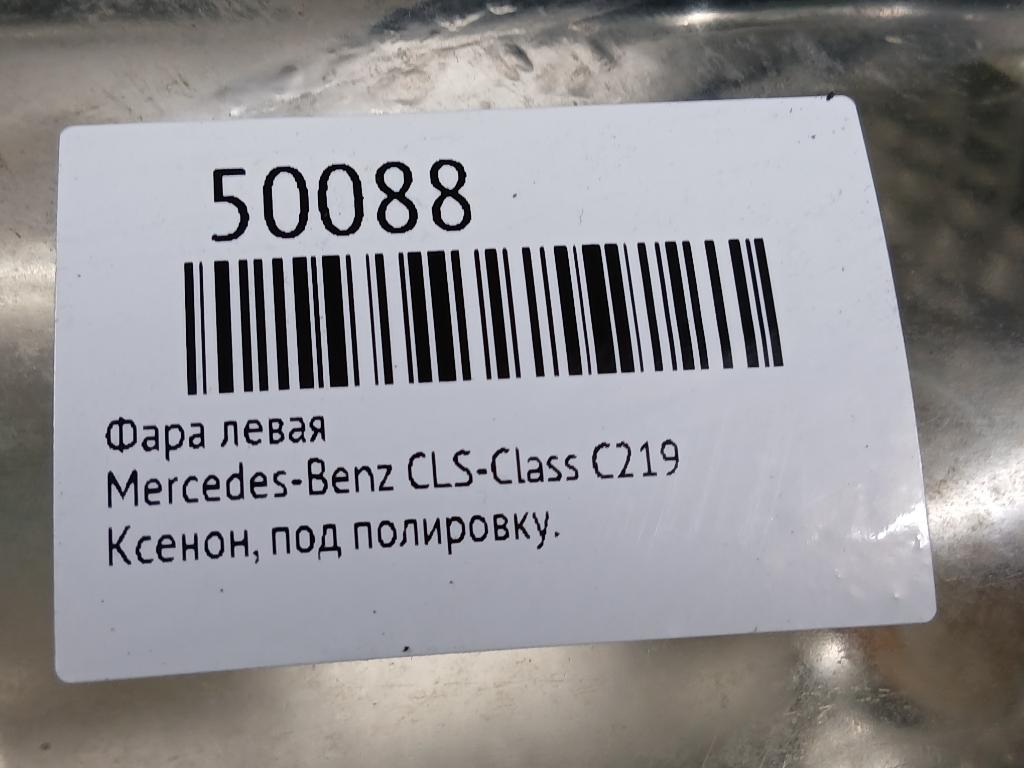 50088
Фара левая
Mercedes-Benz CLS-Class C219
Ксенон, под полировку.